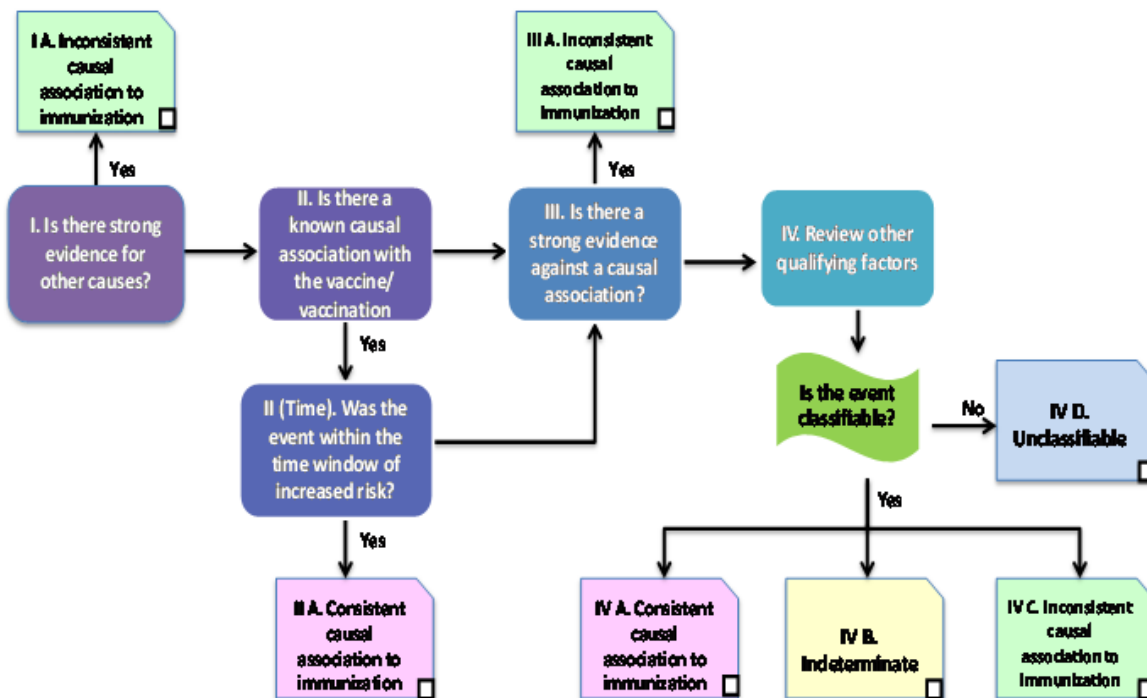 I A. Inconsistent
causal
association to
immunization
III A. Inconsistent
causal
association to
immunization
Yes
Yes
I. Is there strong
evidence for
other causes?
II. Is there a
known causal
association with
the vaccine/
vaccination
III. Is there a
strong evidence
against a causal
association?
IV. Review other
qualifying factors
Yes
II (Time). Was the
event within the
time window of
increased risk?
Is the event
classifiable?
No
IV D.
Unclassifiable
Yes
Yes
II A. Consistent
causal
association to
immunization
IV A. Consistent
causal
association to
immunization
IV B.
Indeterminate
IV C. Inconsistent
causal
association to
immunization